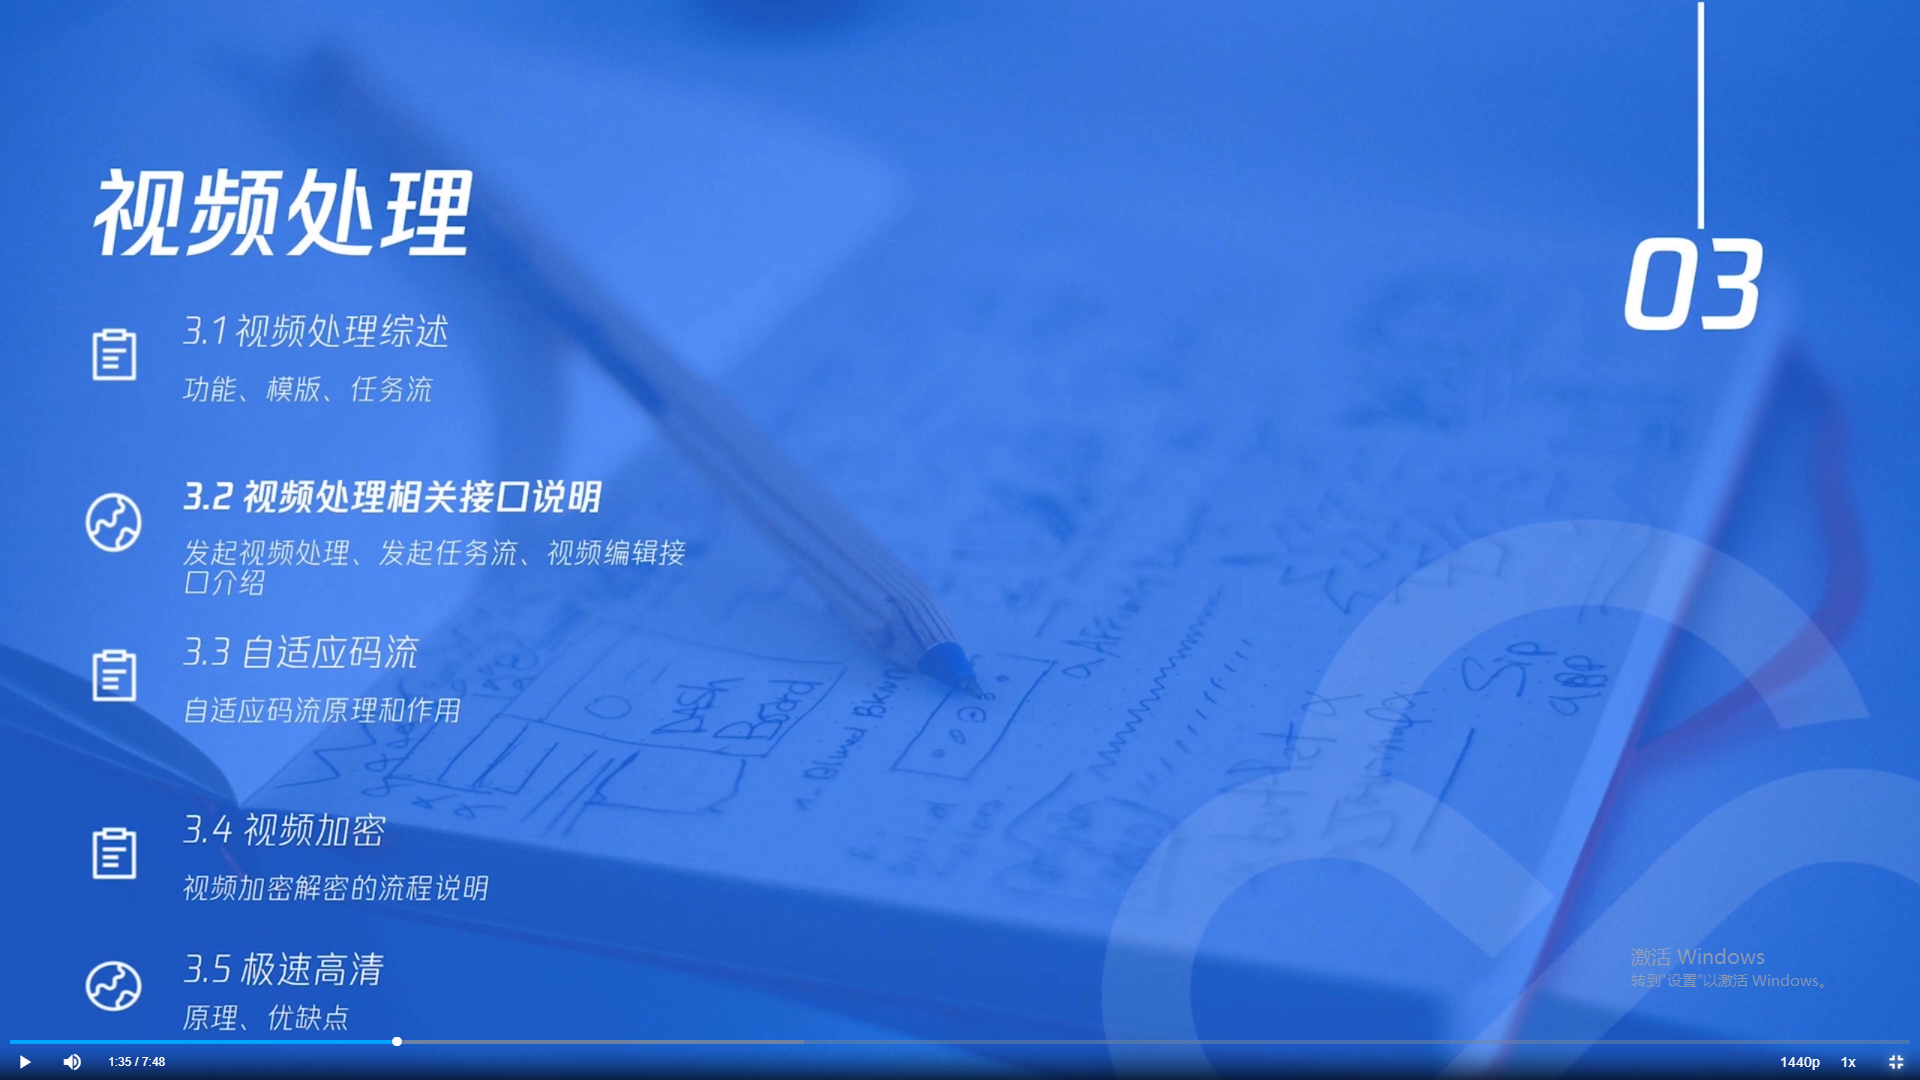 视频处理
03
3.1 视频处理综述
功能、模版、任务流
3.2 视频处理相关接口说明
发起视频处理、发起任务流、视频编辑接
口介绍
3.3 自适应码流
自适应码流原理和作用
3.4 视频加密
视频加密解密的流程说明
3.5 极速高清
原理、优缺点
Dash
Board
Sip
app
激活 Windows
转到“设置”以激活 Windows。
1:35 / 7:48
1440p
1x